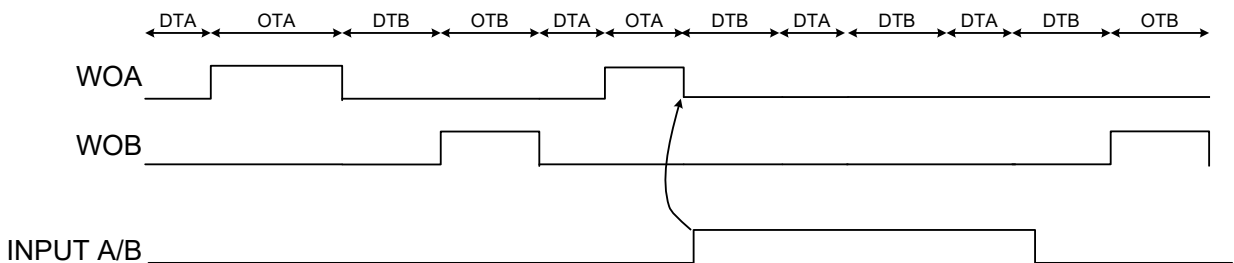 DTA OTA DTB OTB DTA OTA DTB DTA DTB DTA DTB OTB
WOA
WOB
INPUT A/B